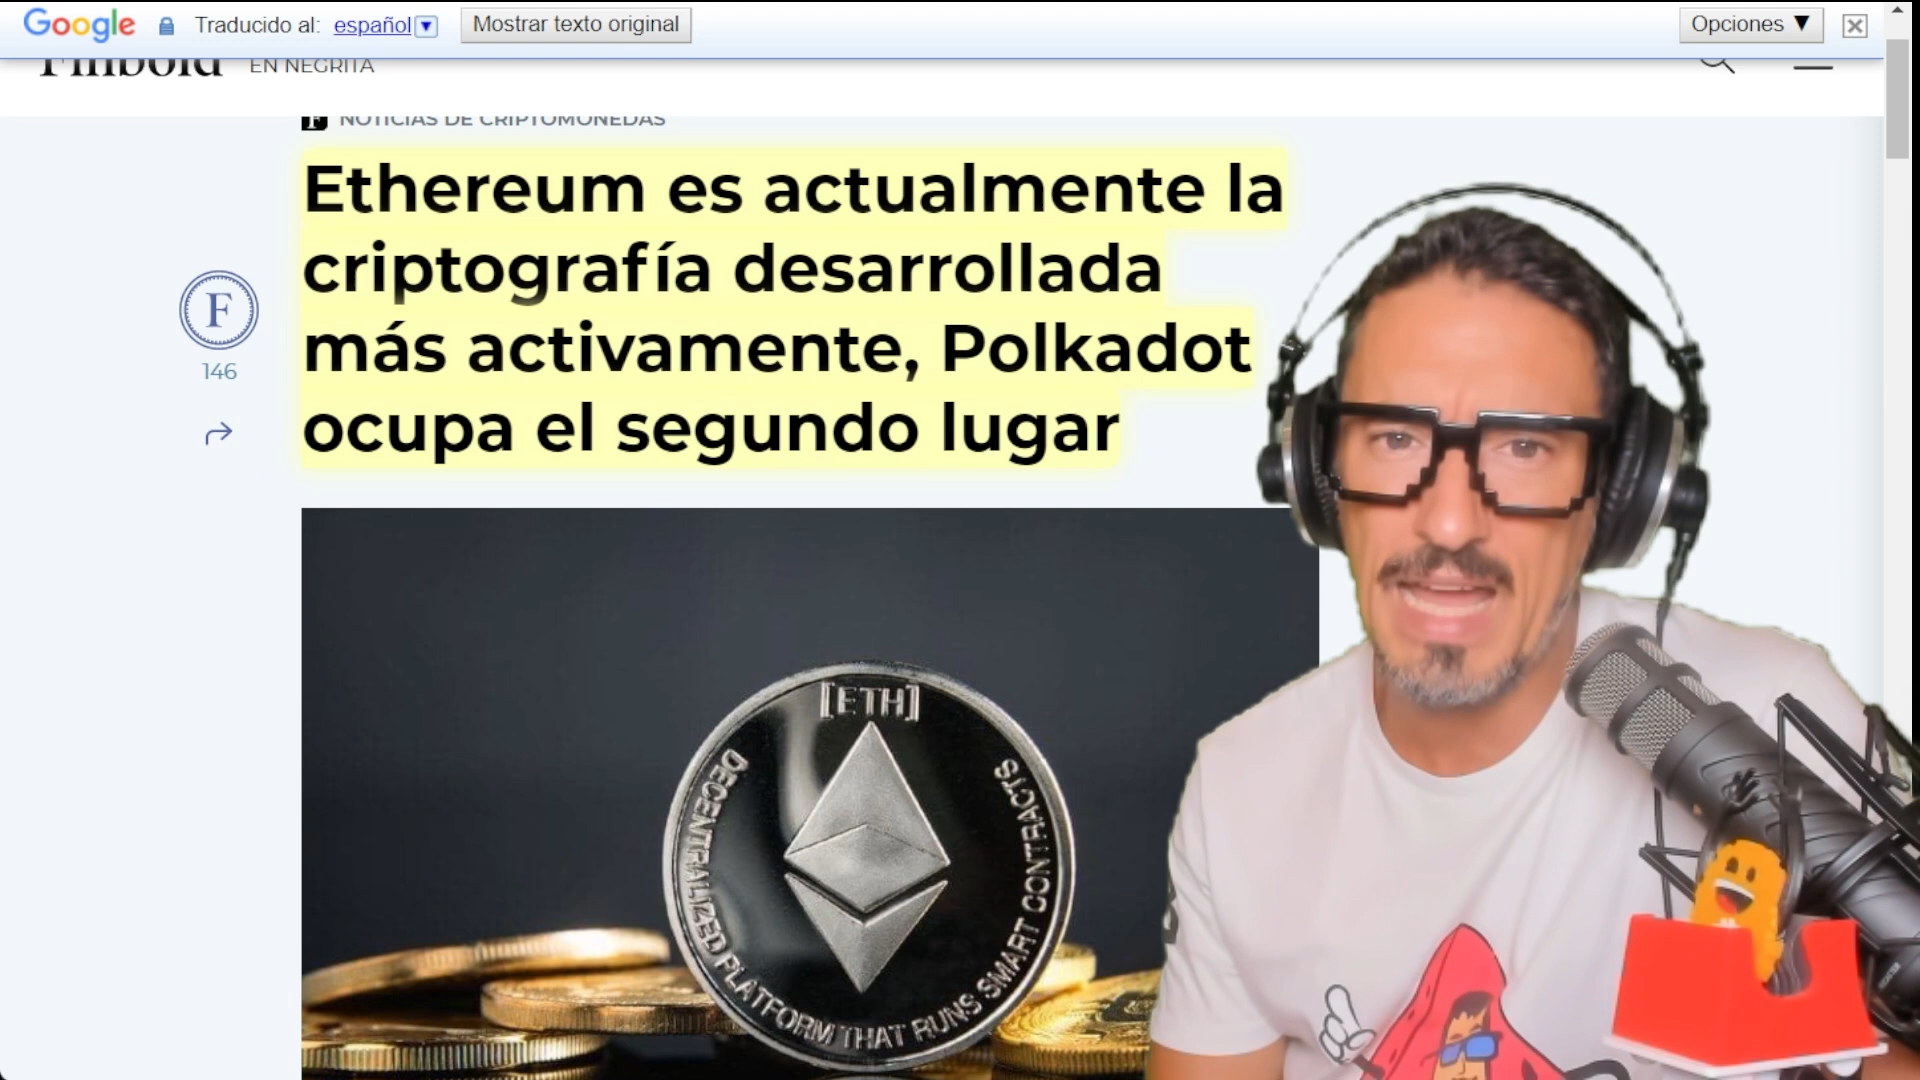 Google Traducido al: español Mostrar texto original Opciones
Finbold EN NEGRITA
F NOTICIAS DE CRIPTOMONEDAS
Ethereum es actualmente la
criptografía desarrollada
más activamente, Polkadot
ocupa el segundo lugar
F
146
[ETH]
DECENTRALIZED PLATFORM THAT RUNS SMART CONTRACTS